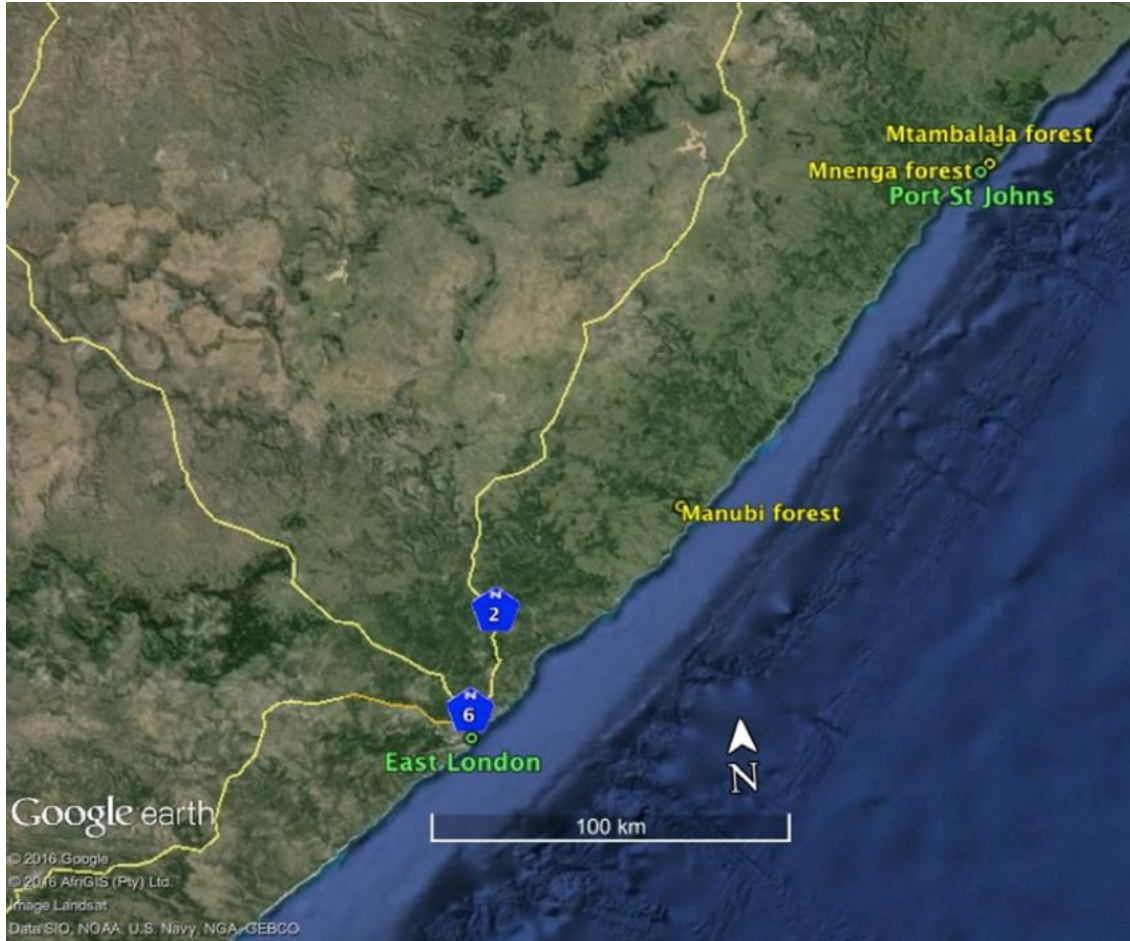 Mtambalala forest
Mnenga forest
Port St Johns
Manubi forest
N
2
N
6
East London
N
100 km
Google earth
© 2016 Google
© 2016 AfriGIS (Pty) Ltd.
Image Landsat
Data SIO, NOAA, U.S. Navy, NGA, GEBCO